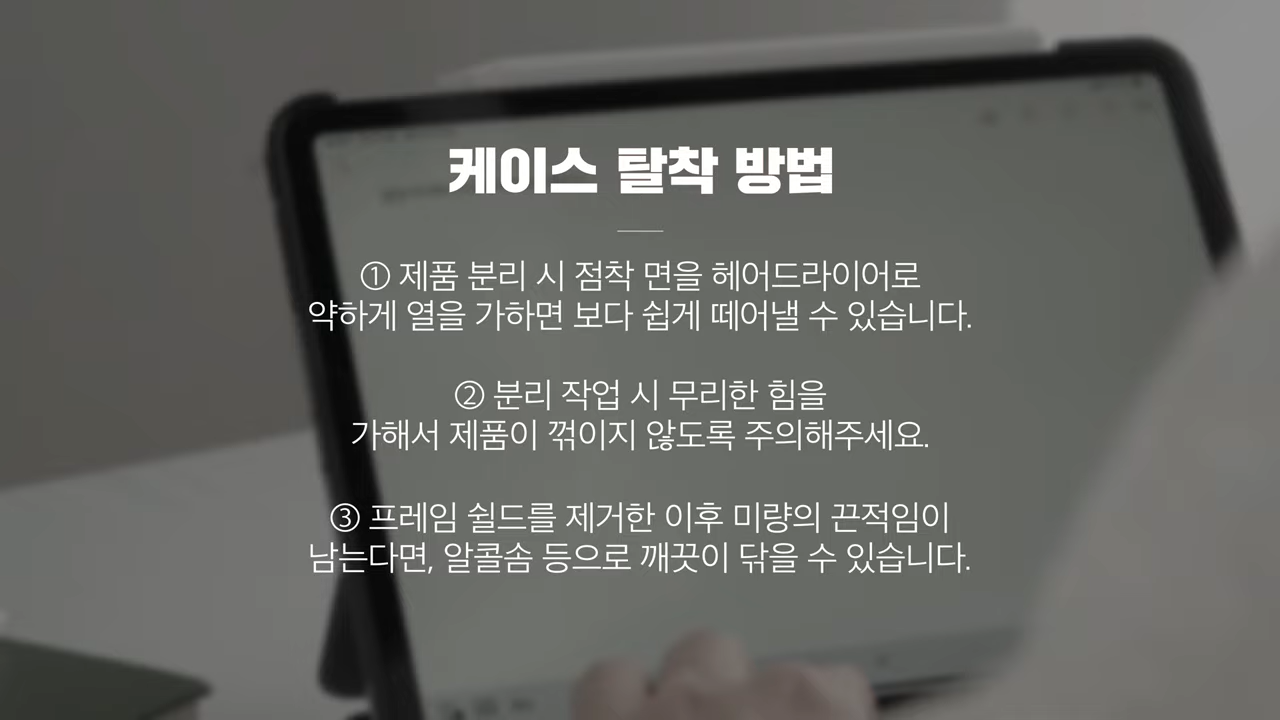 케이스 탈착 방법
① 제품 분리 시 점착 면을 헤어드라이어로
약하게 열을 가하면 보다 쉽게 떼어낼 수 있습니다.
② 분리 작업 시 무리한 힘을
가해서 제품이 꺾이지 않도록 주의해주세요.
③ 프레임 쉴드를 제거한 이후 미량의 끈적임이
남는다면, 알콜솜 등으로 깨끗이 닦을 수 있습니다.